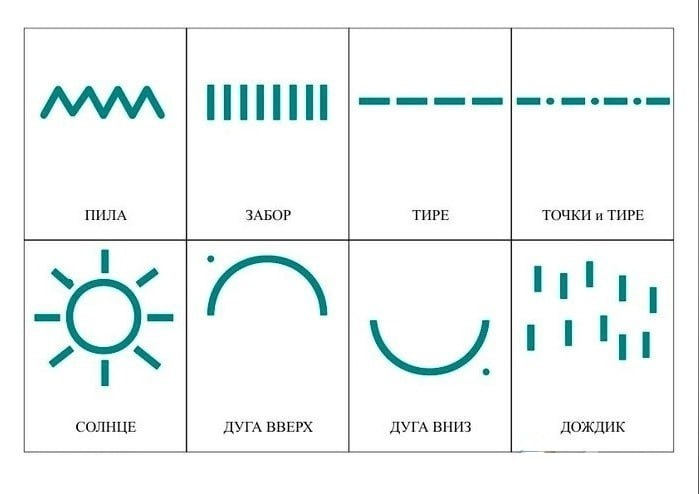 ПИЛА
ЗАБОР
ТИРЕ
ТОЧКИ и ТИРЕ
СОЛНЦЕ
ДУГА ВВЕРХ
ДУГА ВНИЗ
ДОЖДИК